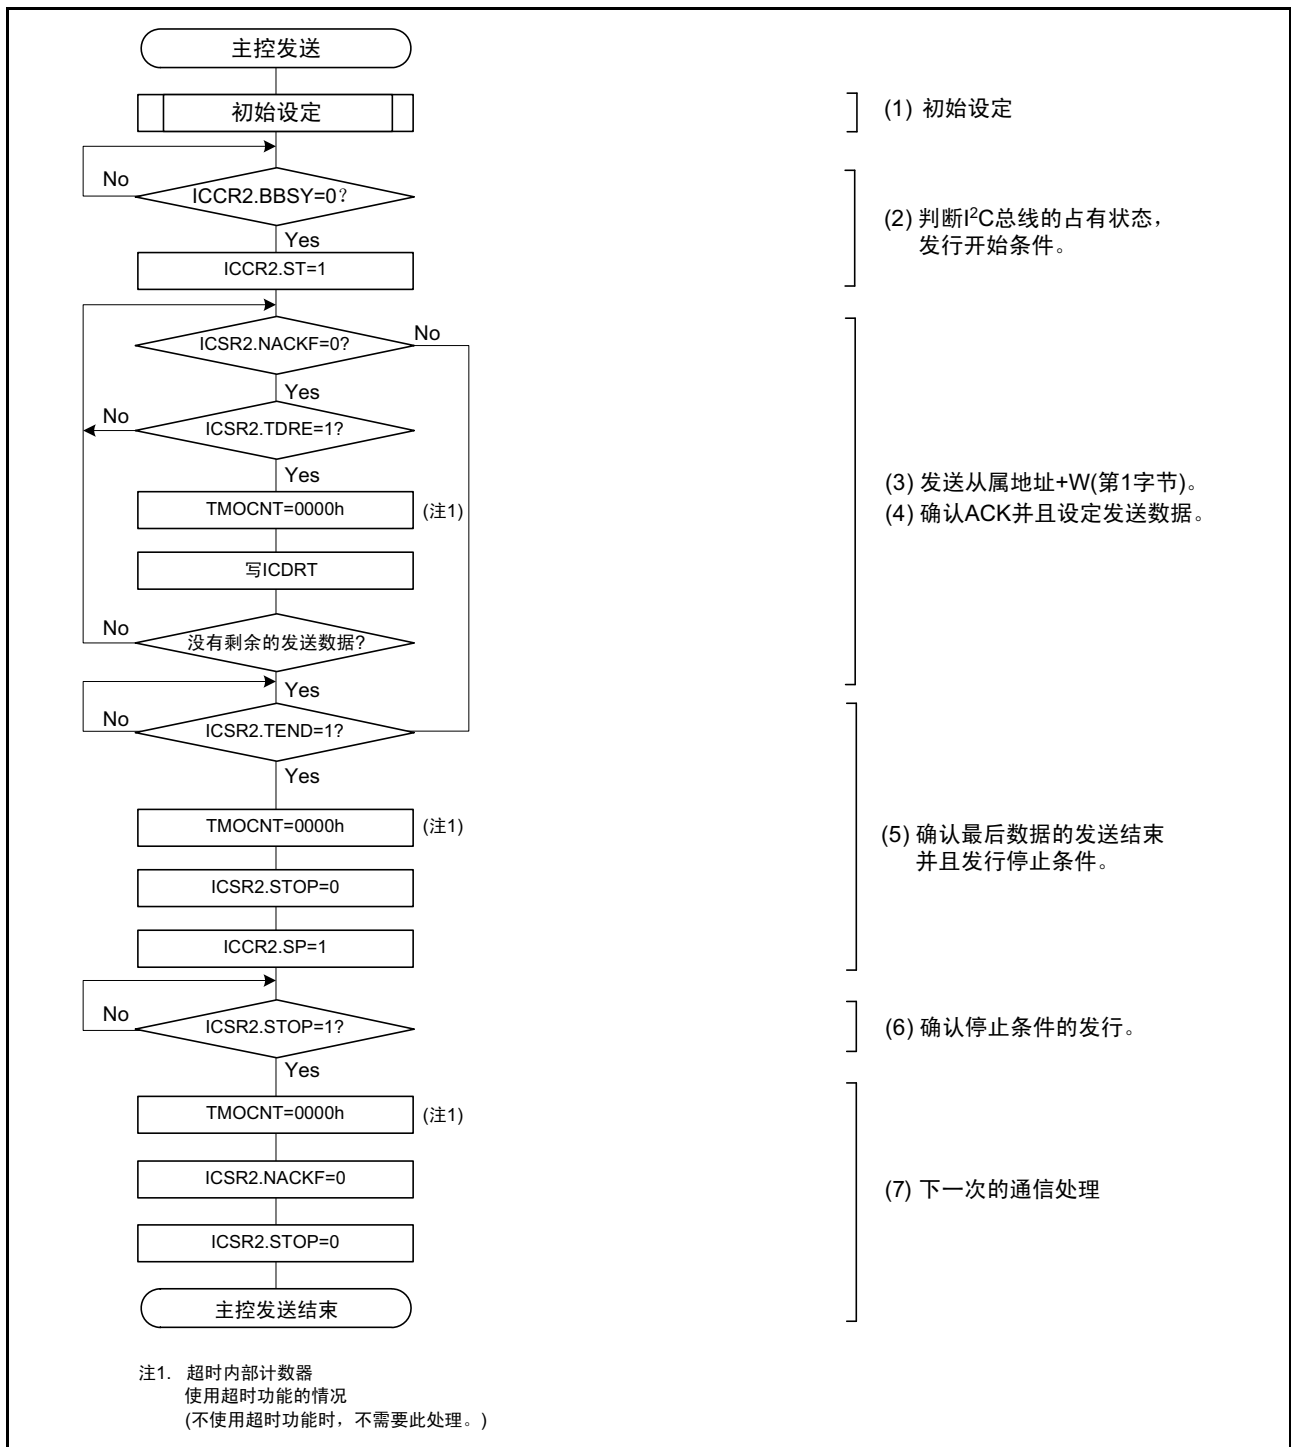 主控发送
初始设定
(1) 初始设定
No
ICCR2.BBSY=0？
Yes
ICCR2.ST=1
(2) 判断I²C总线的占有状态，
发行开始条件。
ICSR2.NACKF=0?
No
Yes
No
ICSR2.TDRE=1?
Yes
TMOCNT=0000h
(注1)
写ICDRT
No
没有剩余的发送数据?
Yes
(3) 发送从属地址+W(第1字节)。
(4) 确认ACK并且设定发送数据。
No
ICSR2.TEND=1?
Yes
TMOCNT=0000h
(注1)
ICSR2.STOP=0
ICCR2.SP=1
(5) 确认最后数据的发送结束
并且发行停止条件。
No
ICSR2.STOP=1?
Yes
(6) 确认停止条件的发行。
TMOCNT=0000h
(注1)
ICSR2.NACKF=0
ICSR2.STOP=0
(7) 下一次的通信处理
主控发送结束
注1. 超时内部计数器
使用超时功能的情况
(不使用超时功能时，不需要此处理。)